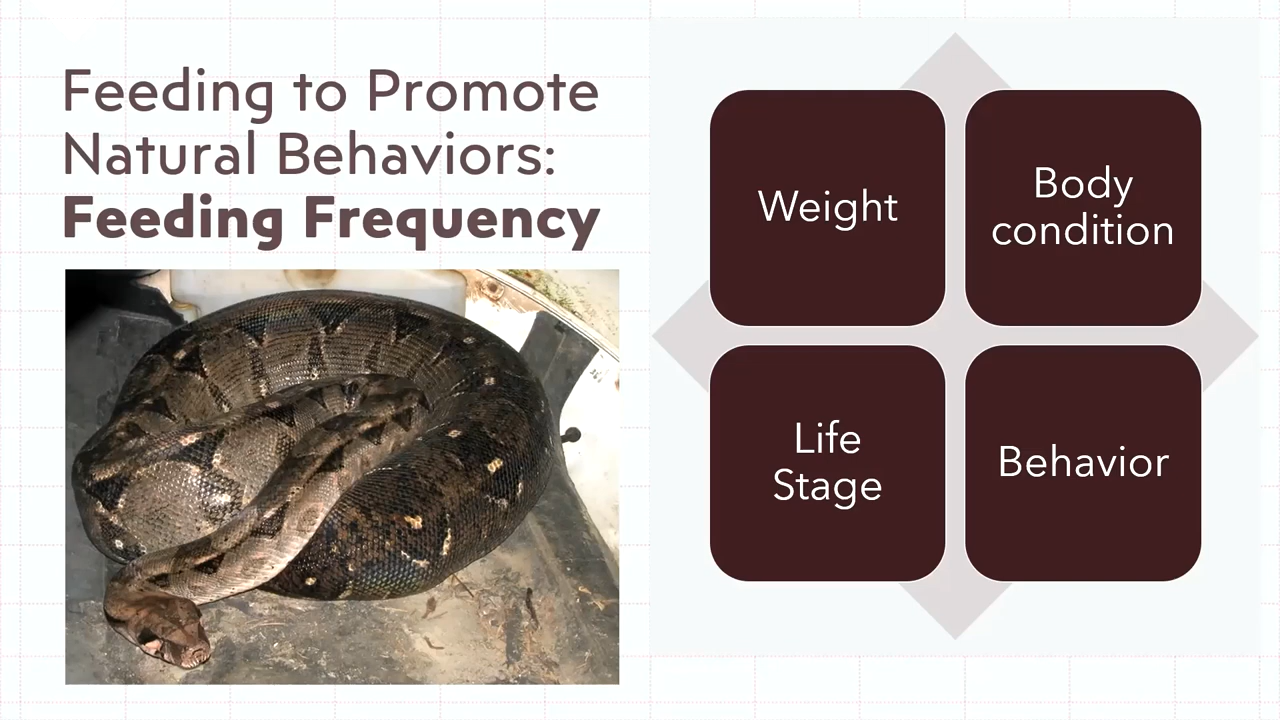 Feeding to Promote
Natural Behaviors:
Feeding Frequency
Weight
Body
condition
Life
Stage
Behavior